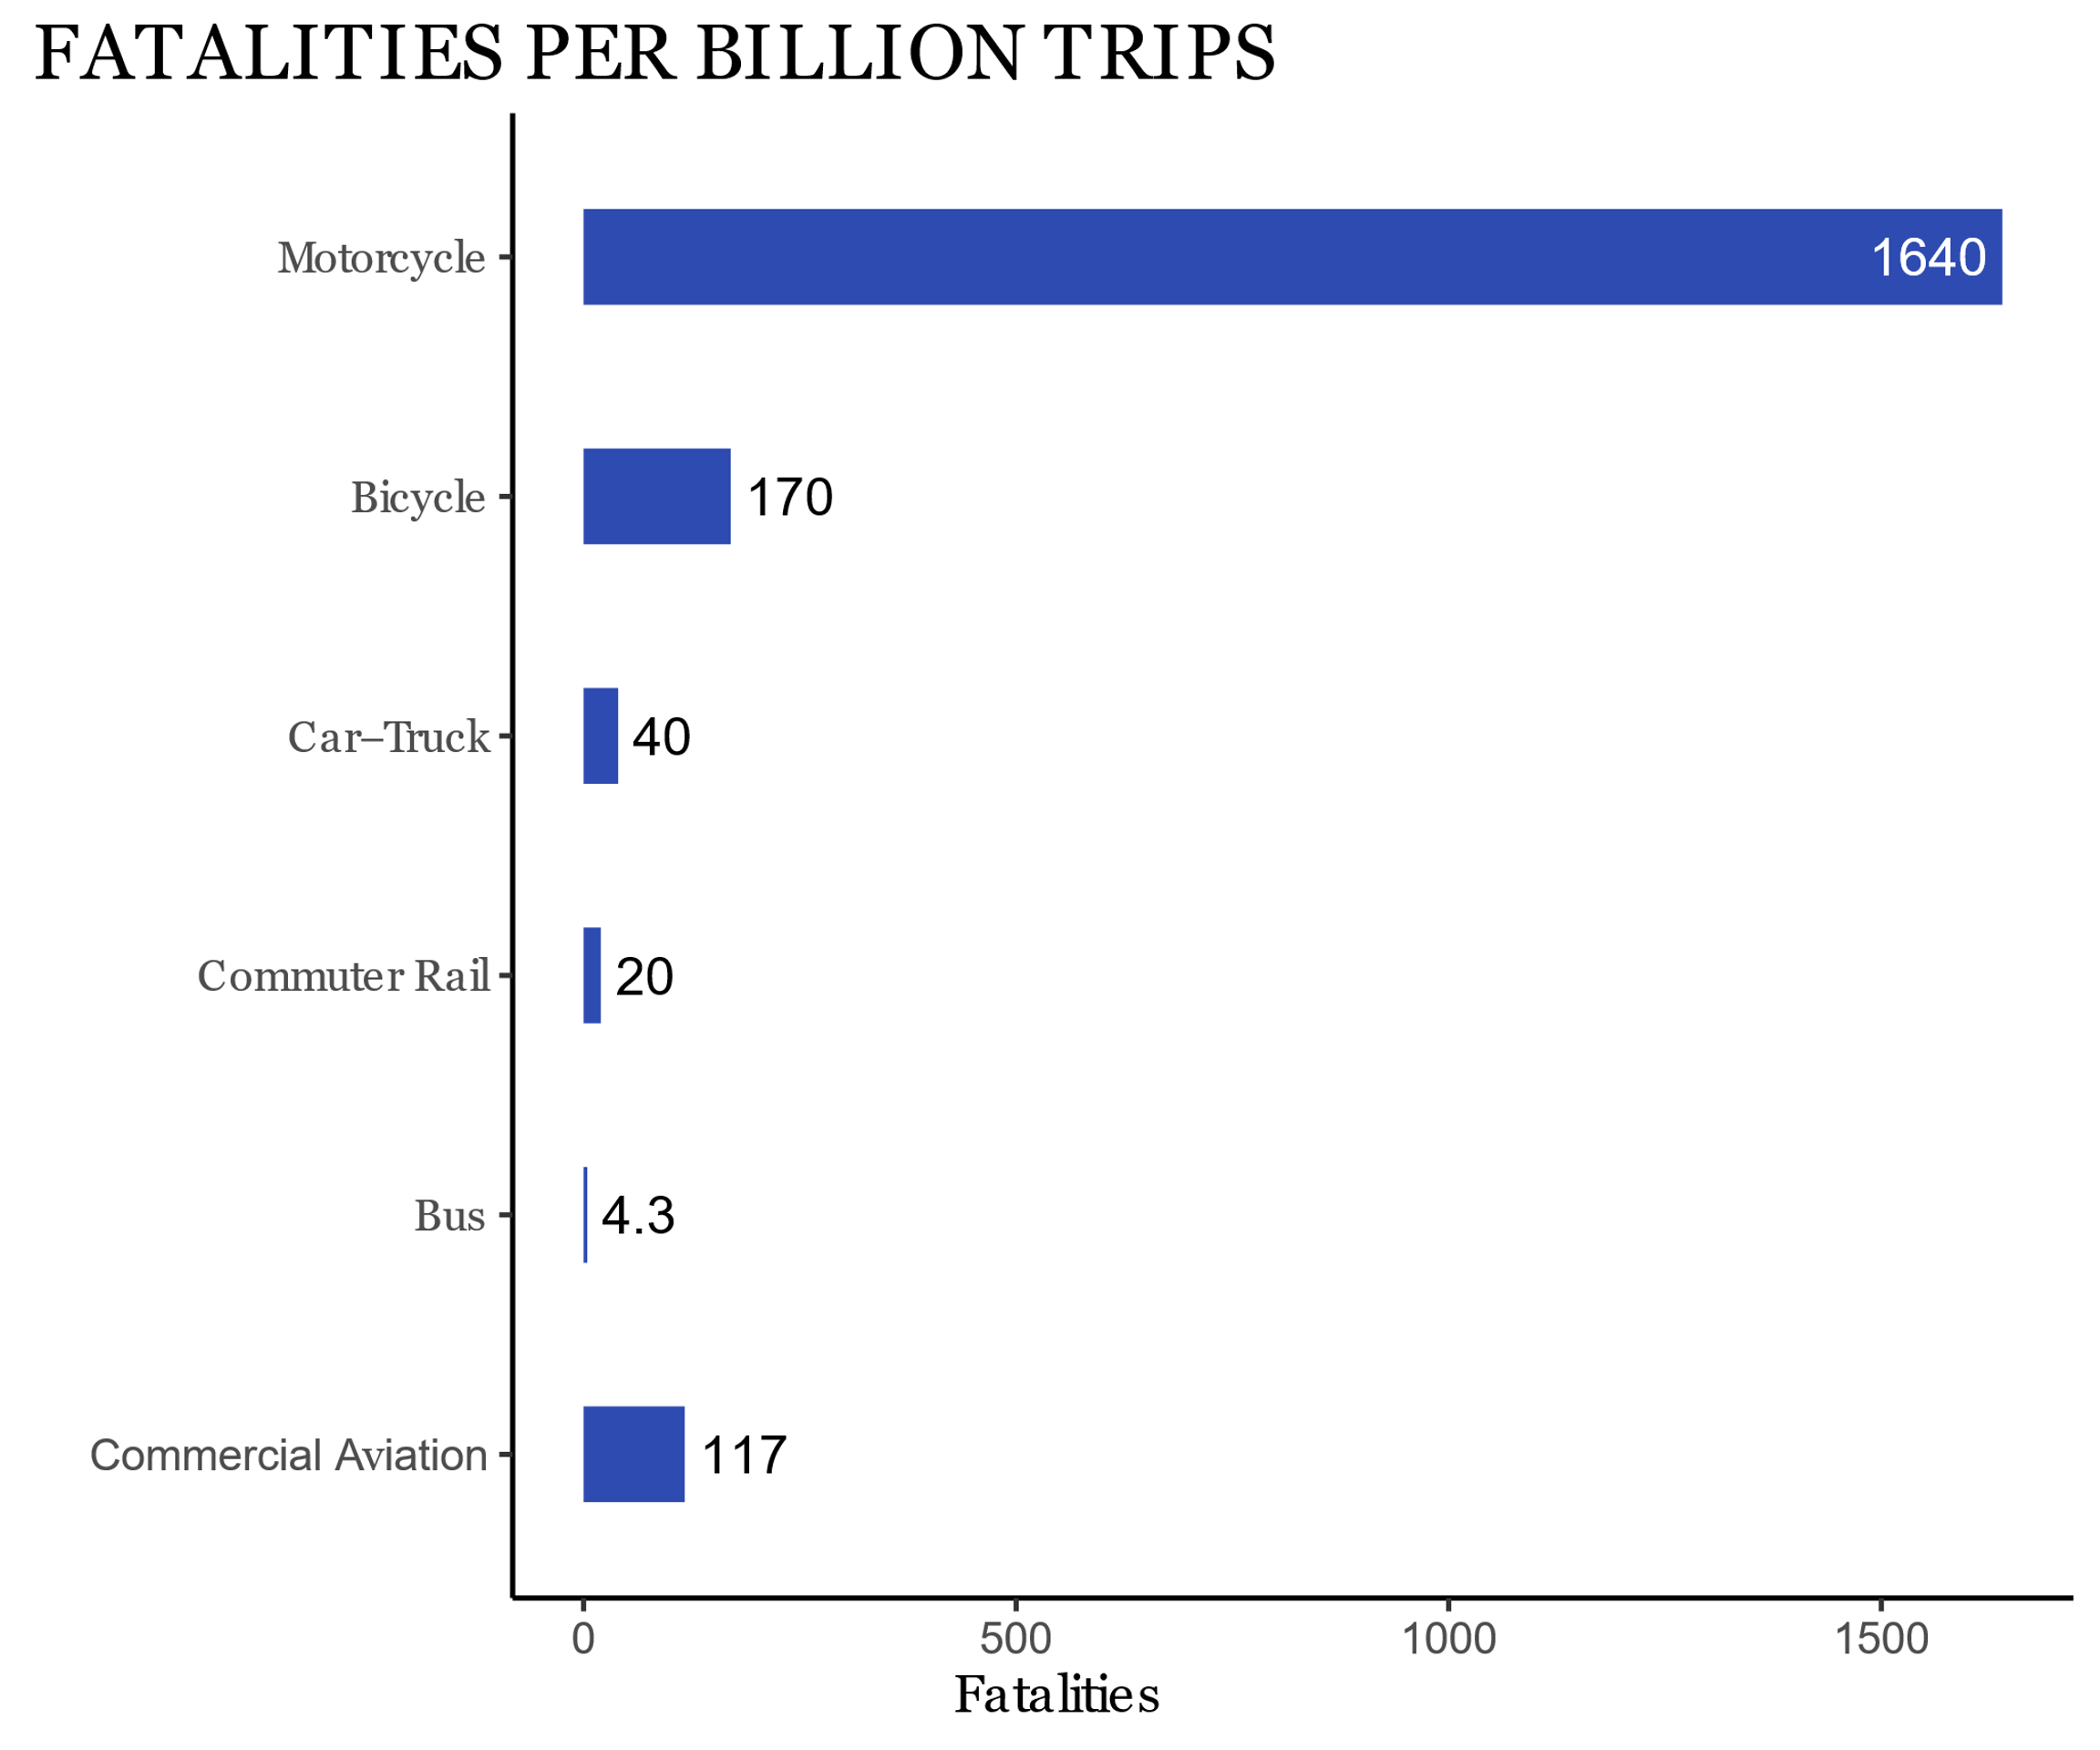 FATALITIES PER BILLION TRIPS
Motorcycle
1640
Bicycle
170
Car–Truck
40
Commuter Rail
20
Bus
4.3
Commercial Aviation
117
0 500 1000 1500
Fatalities